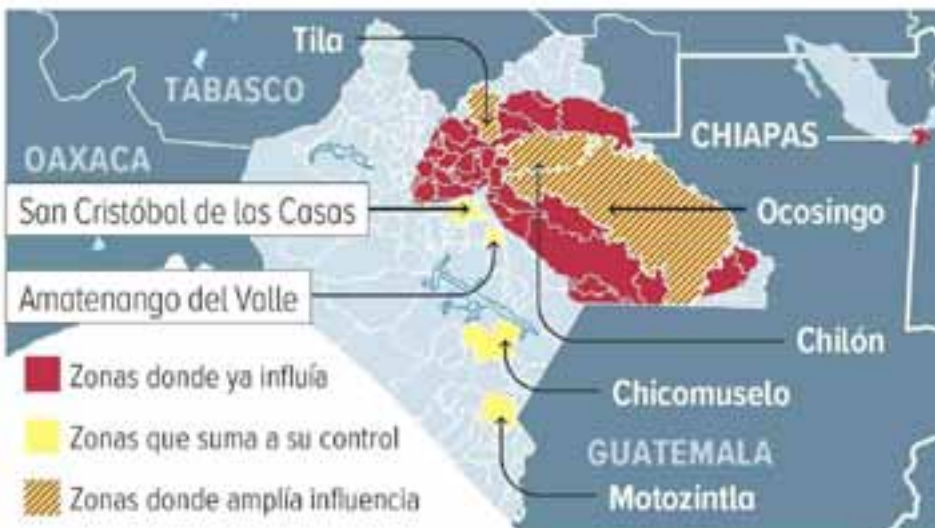 Tila
TABASCO
CHIAPAS
OAXACA
San Cristóbal de las Casas
Ocosingo
Amatenango del Valle
Chilón
Zonas donde ya influía
Chicomuselo
Zonas que suma a su control
GUATEMALA
Zonas donde amplía influencia
Motozintla